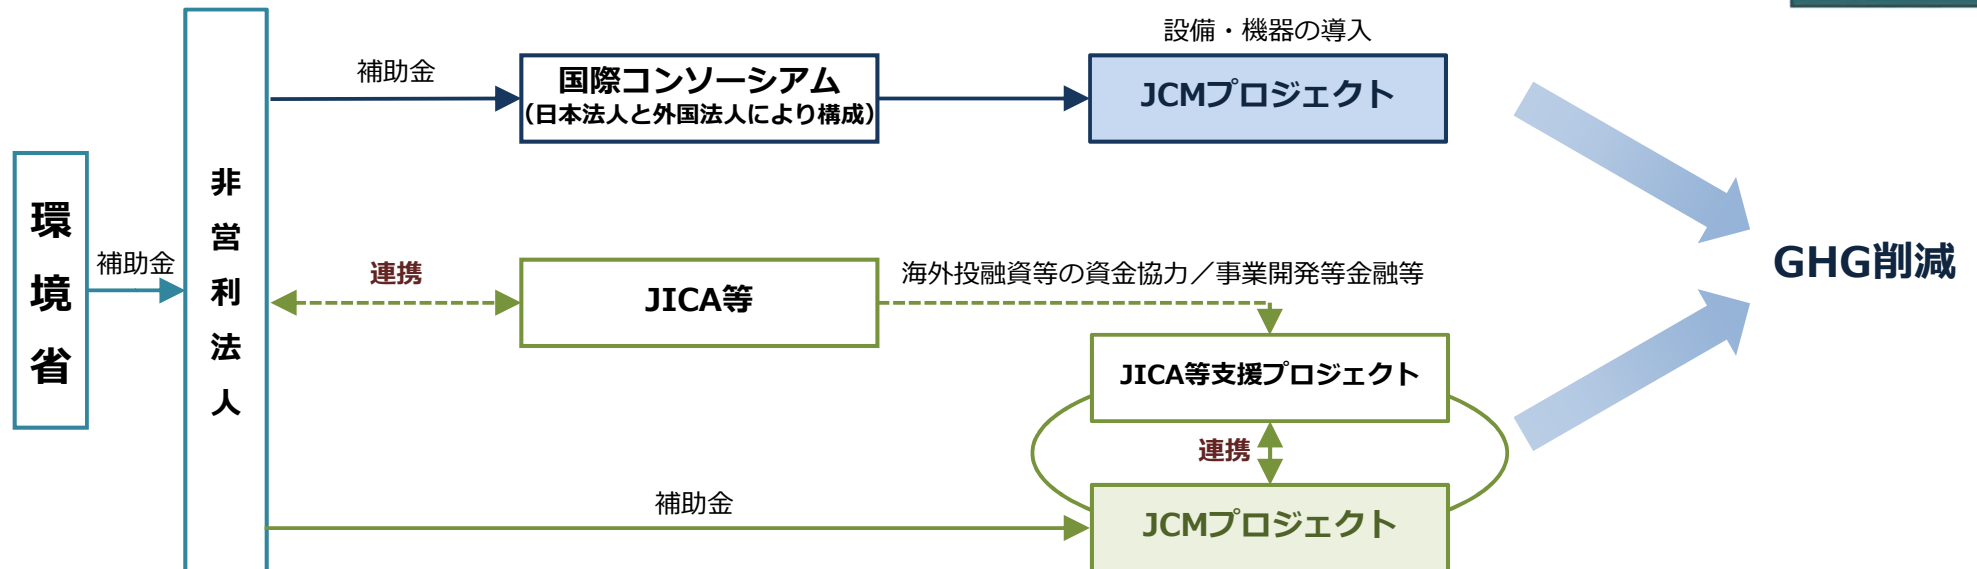 環境省
補助金
非営利法人
補助金
国際コンソーシアム
(日本法人と外国法人により構成)
設備・機器の導入
JCMプロジェクト
連携
JICA等
海外投融資等の資金協力／事業開発等金融等
JICA等支援プロジェクト
連携
補助金
JCMプロジェクト
GHG削減